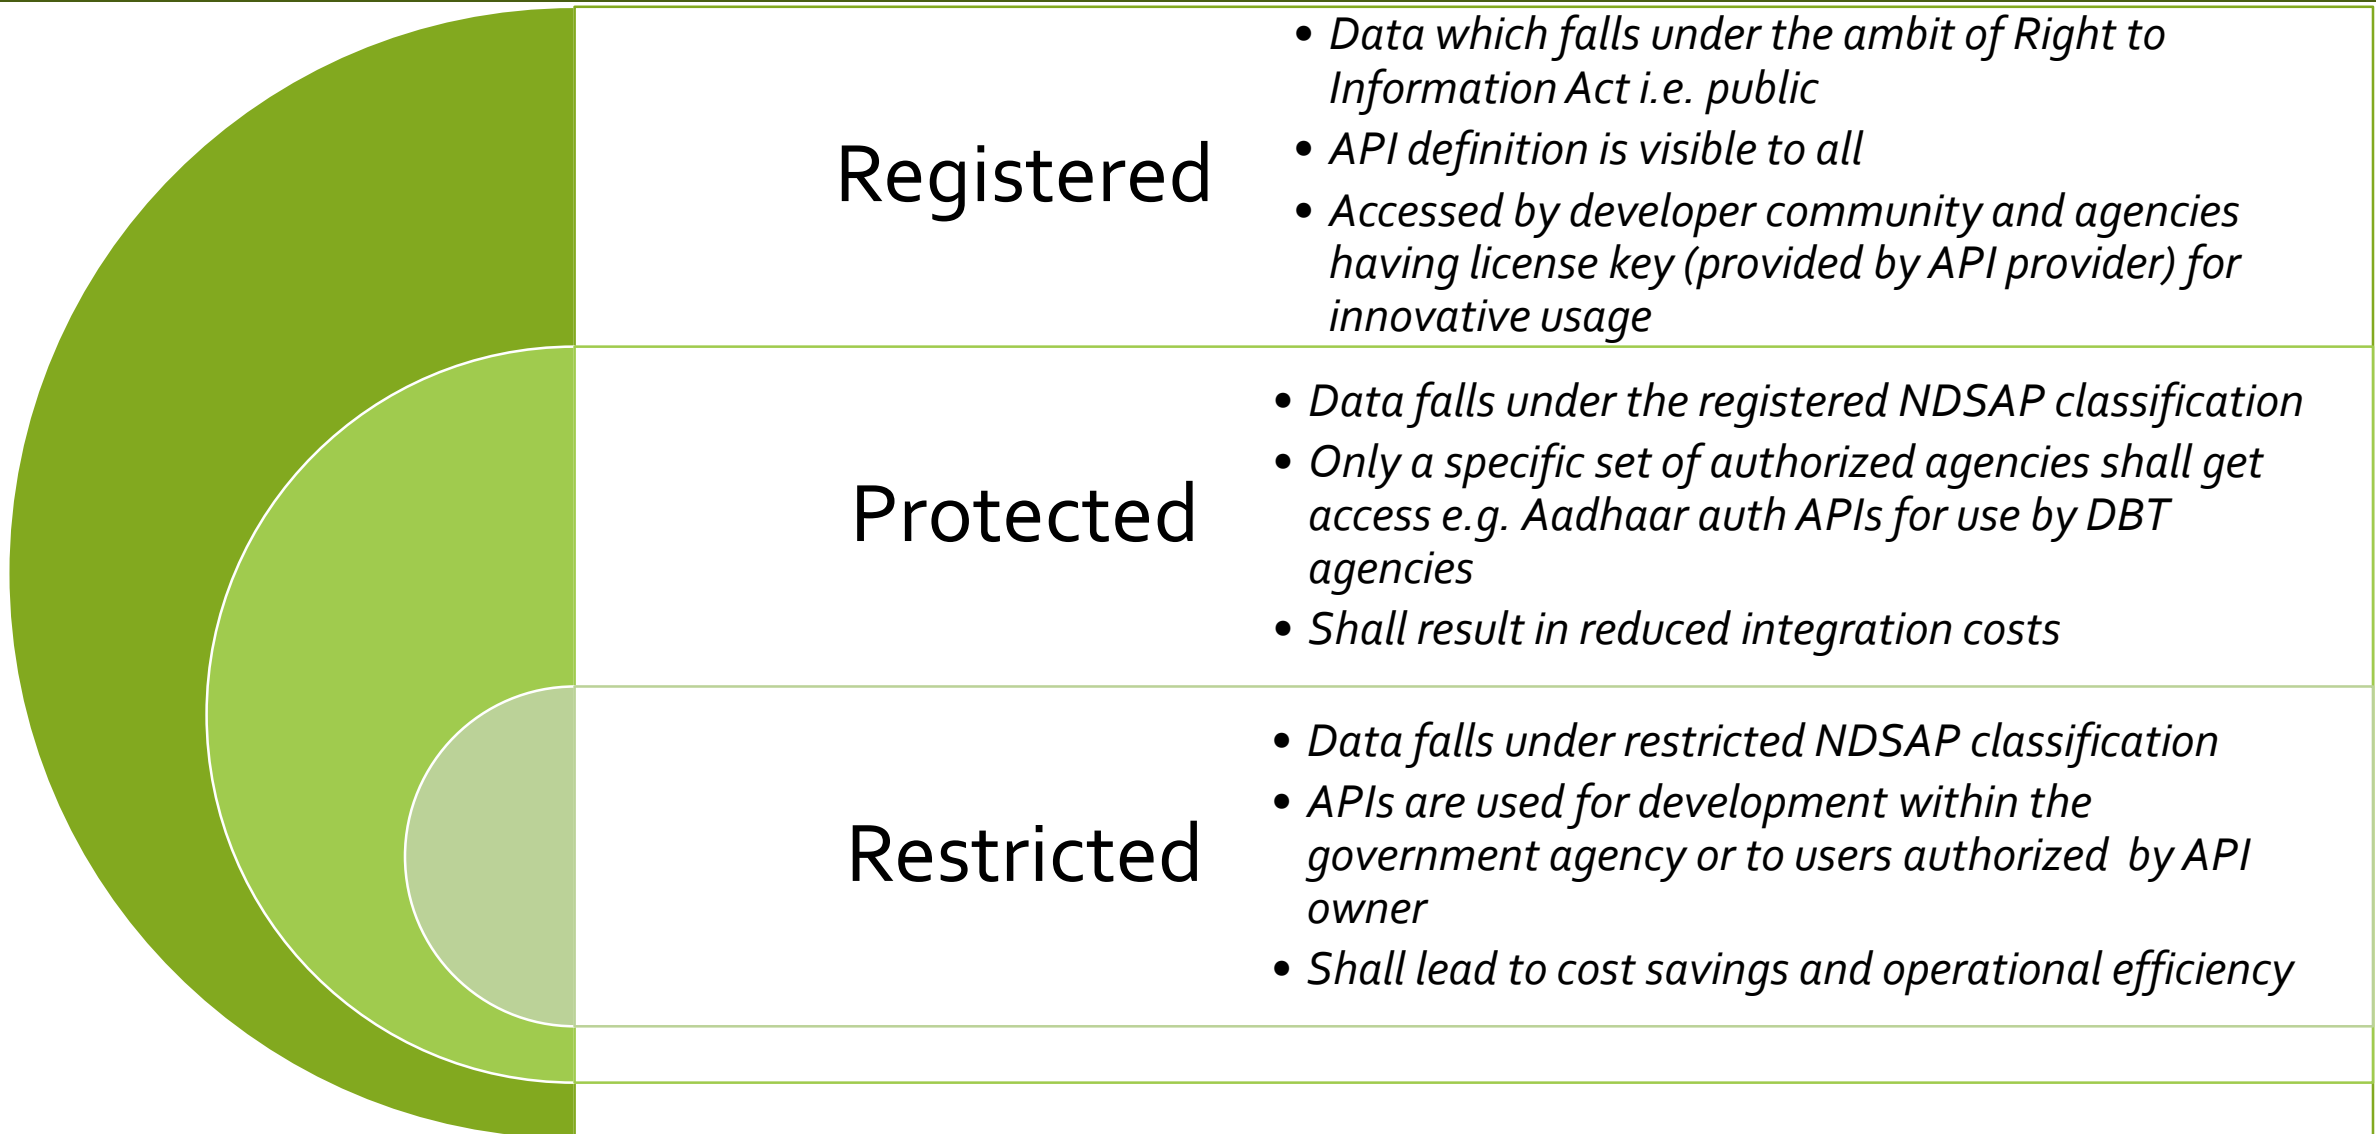 Registered
• Data which falls under the ambit of Right to
Information Act i.e. public
• API definition is visible to all
• Accessed by developer community and agencies
having license key (provided by API provider) for
innovative usage
Protected
• Data falls under the registered NDSAP classification
• Only a specific set of authorized agencies shall get
access e.g. Aadhaar auth APIs for use by DBT
agencies
• Shall result in reduced integration costs
Restricted
• Data falls under restricted NDSAP classification
• APIs are used for development within the
government agency or to users authorized  by API
owner
• Shall lead to cost savings and operational efficiency